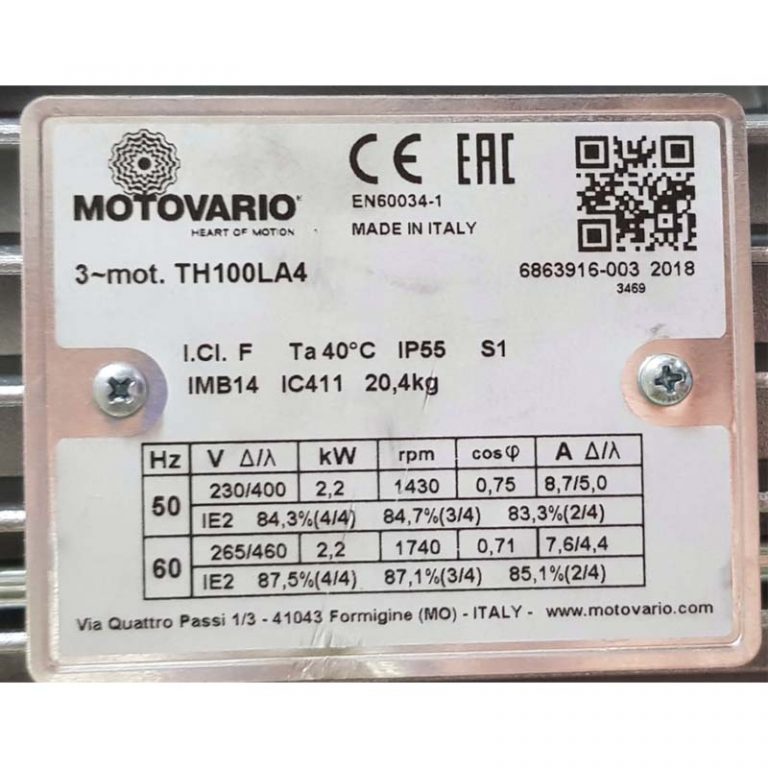 MOTOVARIO®
HEART OF MOTION
CE EAC
EN60034-1
MADE IN ITALY
3~mot. TH100LA4
6863916-003 2018
3469
I.Cl. F Ta 40°C IP55 S1
IMB14 IC411 20,4kg
Hz V Δ/⅄ kW rpm cosφ A Δ/⅄
50 230/400 2,2 1430 0,75 8,7/5,0
IE2 84,3%(4/4) 84,7%(3/4) 83,3%(2/4)
60 265/460 2,2 1740 0,71 7,6/4,4
IE2 87,5%(4/4) 87,1%(3/4) 85,1%(2/4)
Via Quattro Passi 1/3 - 41043 Formigine (MO) - ITALY - www.motovario.com